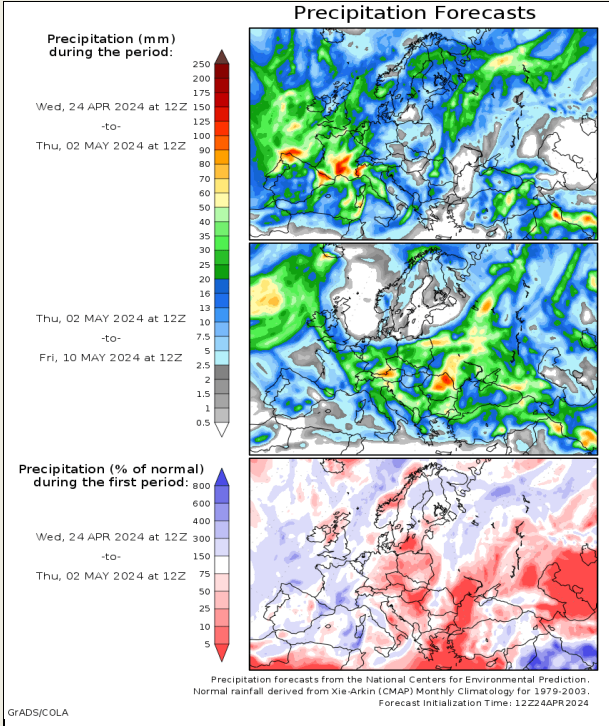 Precipitation Forecasts
Precipitation (mm)
during the period:
250
200
175
150
125
100
90
80
70
60
50
40
35
30
25
20
16
13
10
7.5
5
2.5
2
1.5
1
0.5
Wed, 24 APR 2024 at 12Z
-to-
Thu, 02 MAY 2024 at 12Z
Thu, 02 MAY 2024 at 12Z
-to-
Fri, 10 MAY 2024 at 12Z
Precipitation (% of normal)
during the first period:
800
600
400
300
150
75
50
25
10
5
Wed, 24 APR 2024 at 12Z
-to-
Thu, 02 MAY 2024 at 12Z
Precipitation forecasts from the National Centers for Environmental Prediction.
Normal rainfall derived from Xie-Arkin (CMAP) Monthly Climatology for 1979-2003.
Forecast Initialization Time: 12Z24APR2024
GrADS/COLA